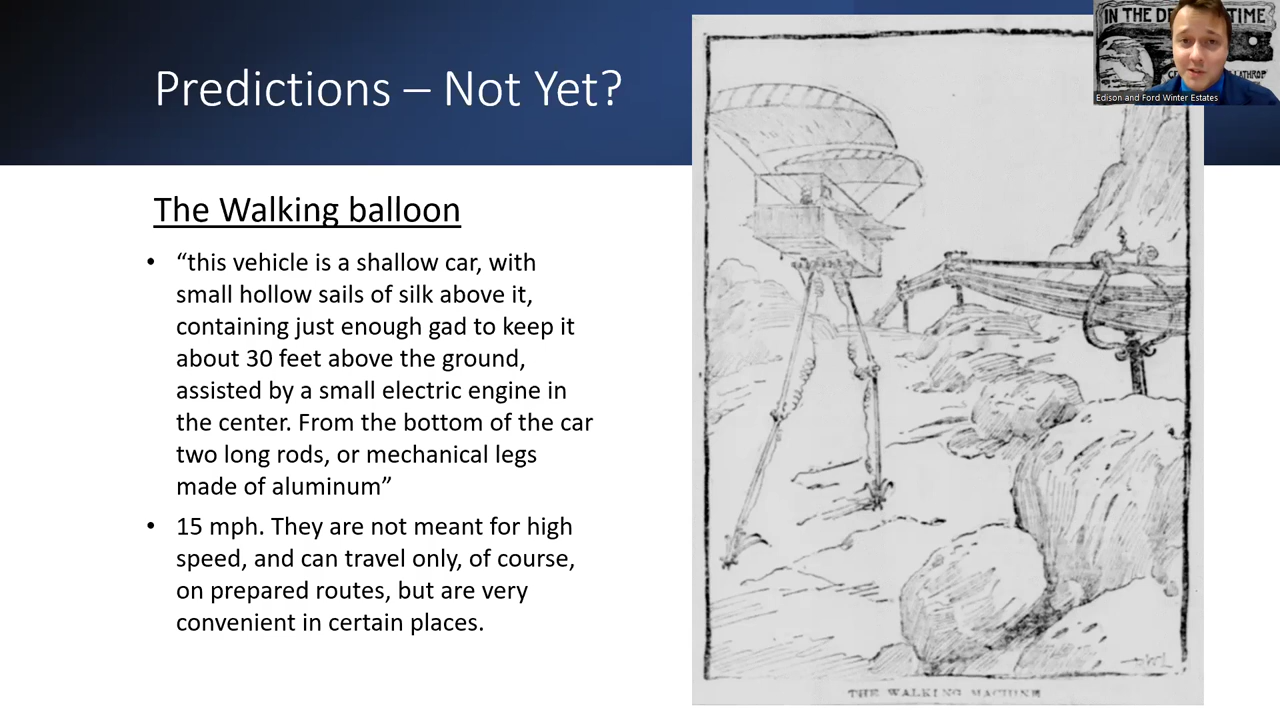 Predictions – Not Yet?
The Walking balloon
• “this vehicle is a shallow car, with
small hollow sails of silk above it,
containing just enough gad to keep it
about 30 feet above the ground,
assisted by a small electric engine in
the center. From the bottom of the car
two long rods, or mechanical legs
made of aluminum”
• 15 mph. They are not meant for high
speed, and can travel only, of course,
on prepared routes, but are very
convenient in certain places.
IN THE TIME
LATHROP
Edison and Ford Winter Estates
THE WALKING MACHINE